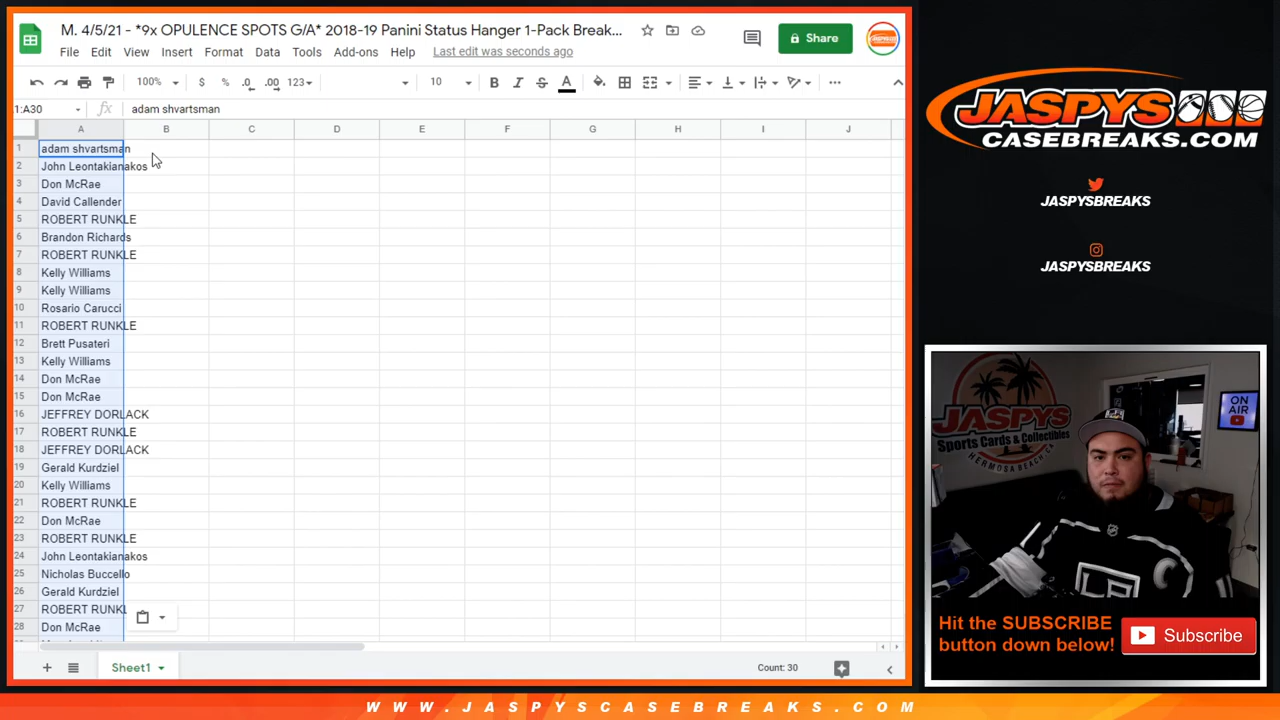 M. 4/5/21 - *9x OPULENCE SPOTS G/A* 2018-19 Panini Status Hanger 1-Pack Break...
File Edit View Insert Format Data Tools Add-ons Help Last edit was seconds ago
Share
100% $ % .0 .00 123 10 B I S A
1:A30 fx adam shvartsman
A B C D E F G H I J
1 adam shvartsman
2 John Leontakianakos
3 Don McRae
4 David Callender
5 ROBERT RUNKLE
6 Brandon Richards
7 ROBERT RUNKLE
8 Kelly Williams
9 Kelly Williams
10 Rosario Carucci
11 ROBERT RUNKLE
12 Brett Pusateri
13 Kelly Williams
14 Don McRae
15 Don McRae
16 JEFFREY DORLACK
17 ROBERT RUNKLE
18 JEFFREY DORLACK
19 Gerald Kurdziel
20 Kelly Williams
21 ROBERT RUNKLE
22 Don McRae
23 ROBERT RUNKLE
24 John Leontakianakos
25 Nicholas Buccello
26 Gerald Kurdziel
27 ROBERT RUNKL
28 Don McRae
Sheet1
Count: 30
JASPYS
CASEBREAKS.COM
JASPYSBREAKS
JASPYSBREAKS
JASPYS
Sports Cards & Collectibles
HERMOSA BEACH, CA
ON
AIR
LA
C
Hit the SUBSCRIBE
button down below!
Subscribe
WWW.JASPYSCASEBREAKS.COM